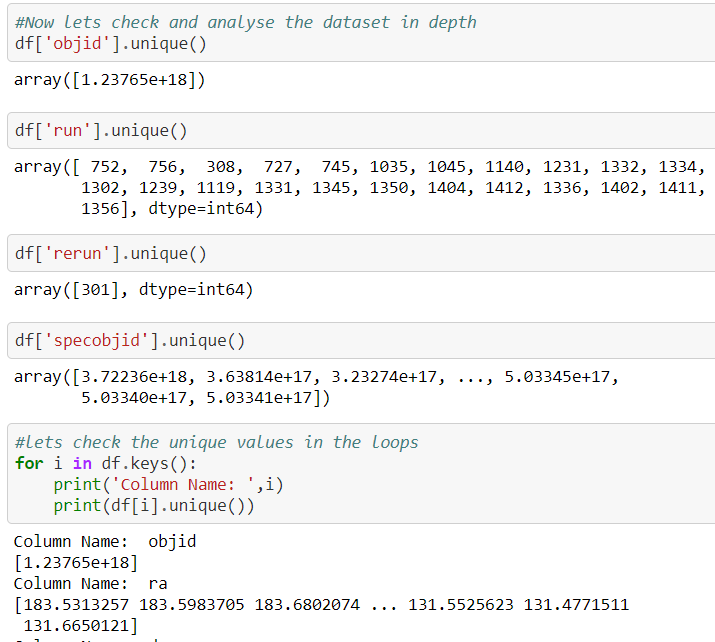 #Now lets check and analyse the dataset in depth
df['objid'].unique()
array([1.23765e+18])
df['run'].unique()
array([ 752,  756,  308,  727,  745, 1035, 1045, 1140, 1231, 1332, 1334,
       1302, 1239, 1119, 1331, 1345, 1350, 1404, 1412, 1336, 1402, 1411,
       1356], dtype=int64)
df['rerun'].unique()
array([301], dtype=int64)
df['specobjid'].unique()
array([3.72236e+18, 3.63814e+17, 3.23274e+17, ..., 5.03345e+17,
       5.03340e+17, 5.03341e+17])
#lets check the unique values in the loops
for i in df.keys():
    print('Column Name: ',i)
    print(df[i].unique())
Column Name:  objid
[1.23765e+18]
Column Name:  ra
[183.5313257 183.5983705 183.6802074 ... 131.5525623 131.4771511
 131.6650121]